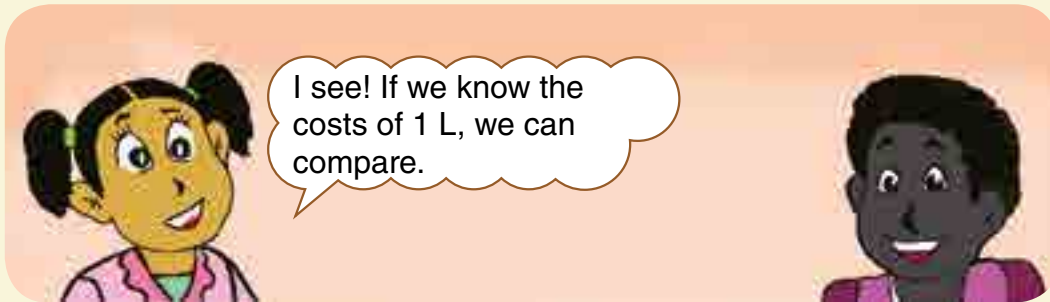 I see! If we know the
costs of 1 L, we can
compare.